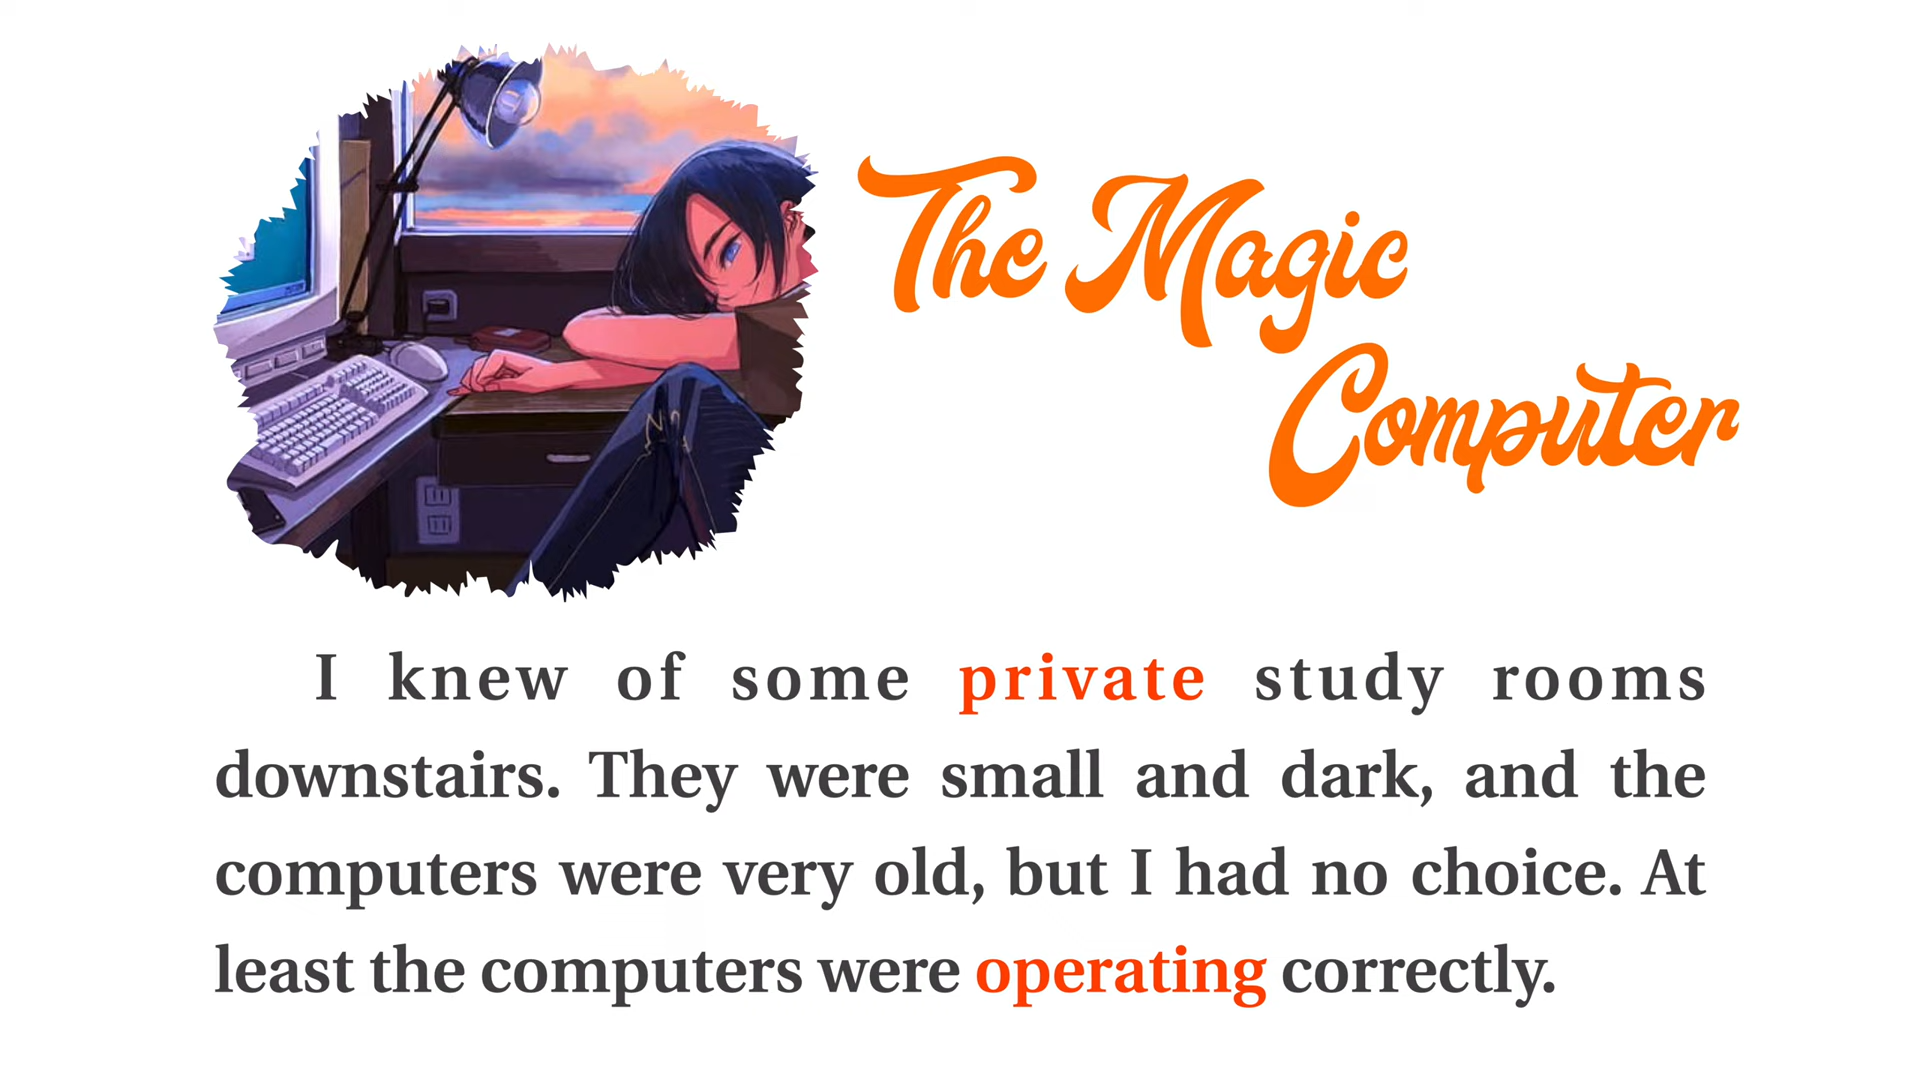 The Magic
Computer
I knew of some private study rooms
downstairs. They were small and dark, and the
computers were very old, but I had no choice. At
least the computers were operating correctly.